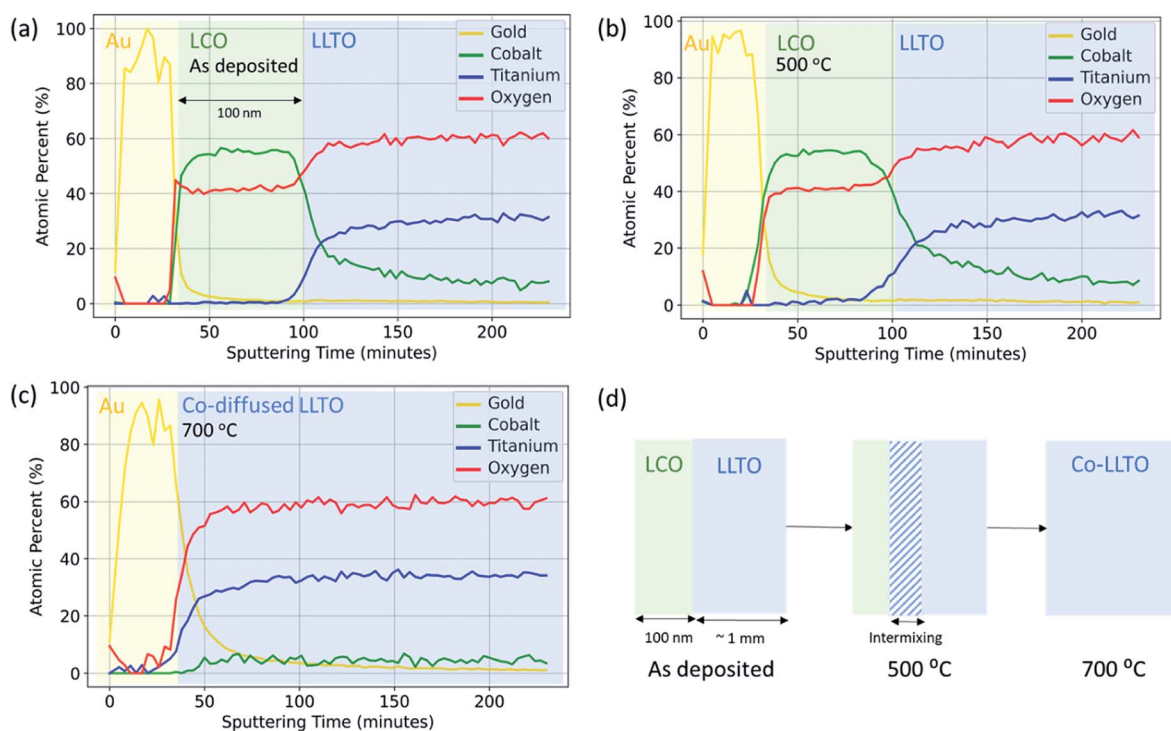 (a)
Au
LCO
As deposited
100 nm
LLTO
Gold
Cobalt
Titanium
Oxygen
100
80
60
40
20
0
Atomic Percent (%)
0 50 100 150 200
Sputtering Time (minutes)
(b)
Au
LCO
500 °C
LLTO
Gold
Cobalt
Titanium
Oxygen
100
80
60
40
20
0
Atomic Percent (%)
0 50 100 150 200
Sputtering Time (minutes)
(c)
Au
Co-diffused LLTO
700 °C
Gold
Cobalt
Titanium
Oxygen
100
80
60
40
20
0
Atomic Percent (%)
0 50 100 150 200
Sputtering Time (minutes)
(d)
LCO LLTO Co-LLTO
100 nm ~ 1 mm Intermixing
As deposited 500 °C 700 °C